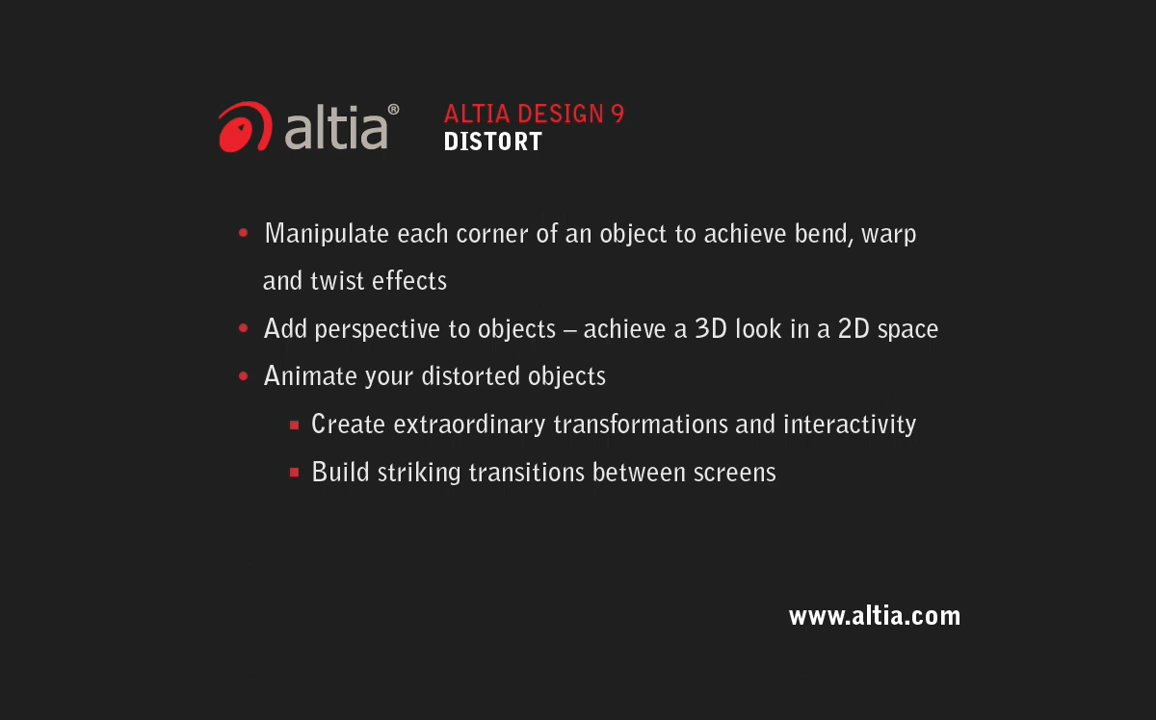 altia®
ALTIA DESIGN 9
DISTORT
• Manipulate each corner of an object to achieve bend, warp
and twist effects
• Add perspective to objects – achieve a 3D look in a 2D space
• Animate your distorted objects
▪ Create extraordinary transformations and interactivity
▪ Build striking transitions between screens
www.altia.com